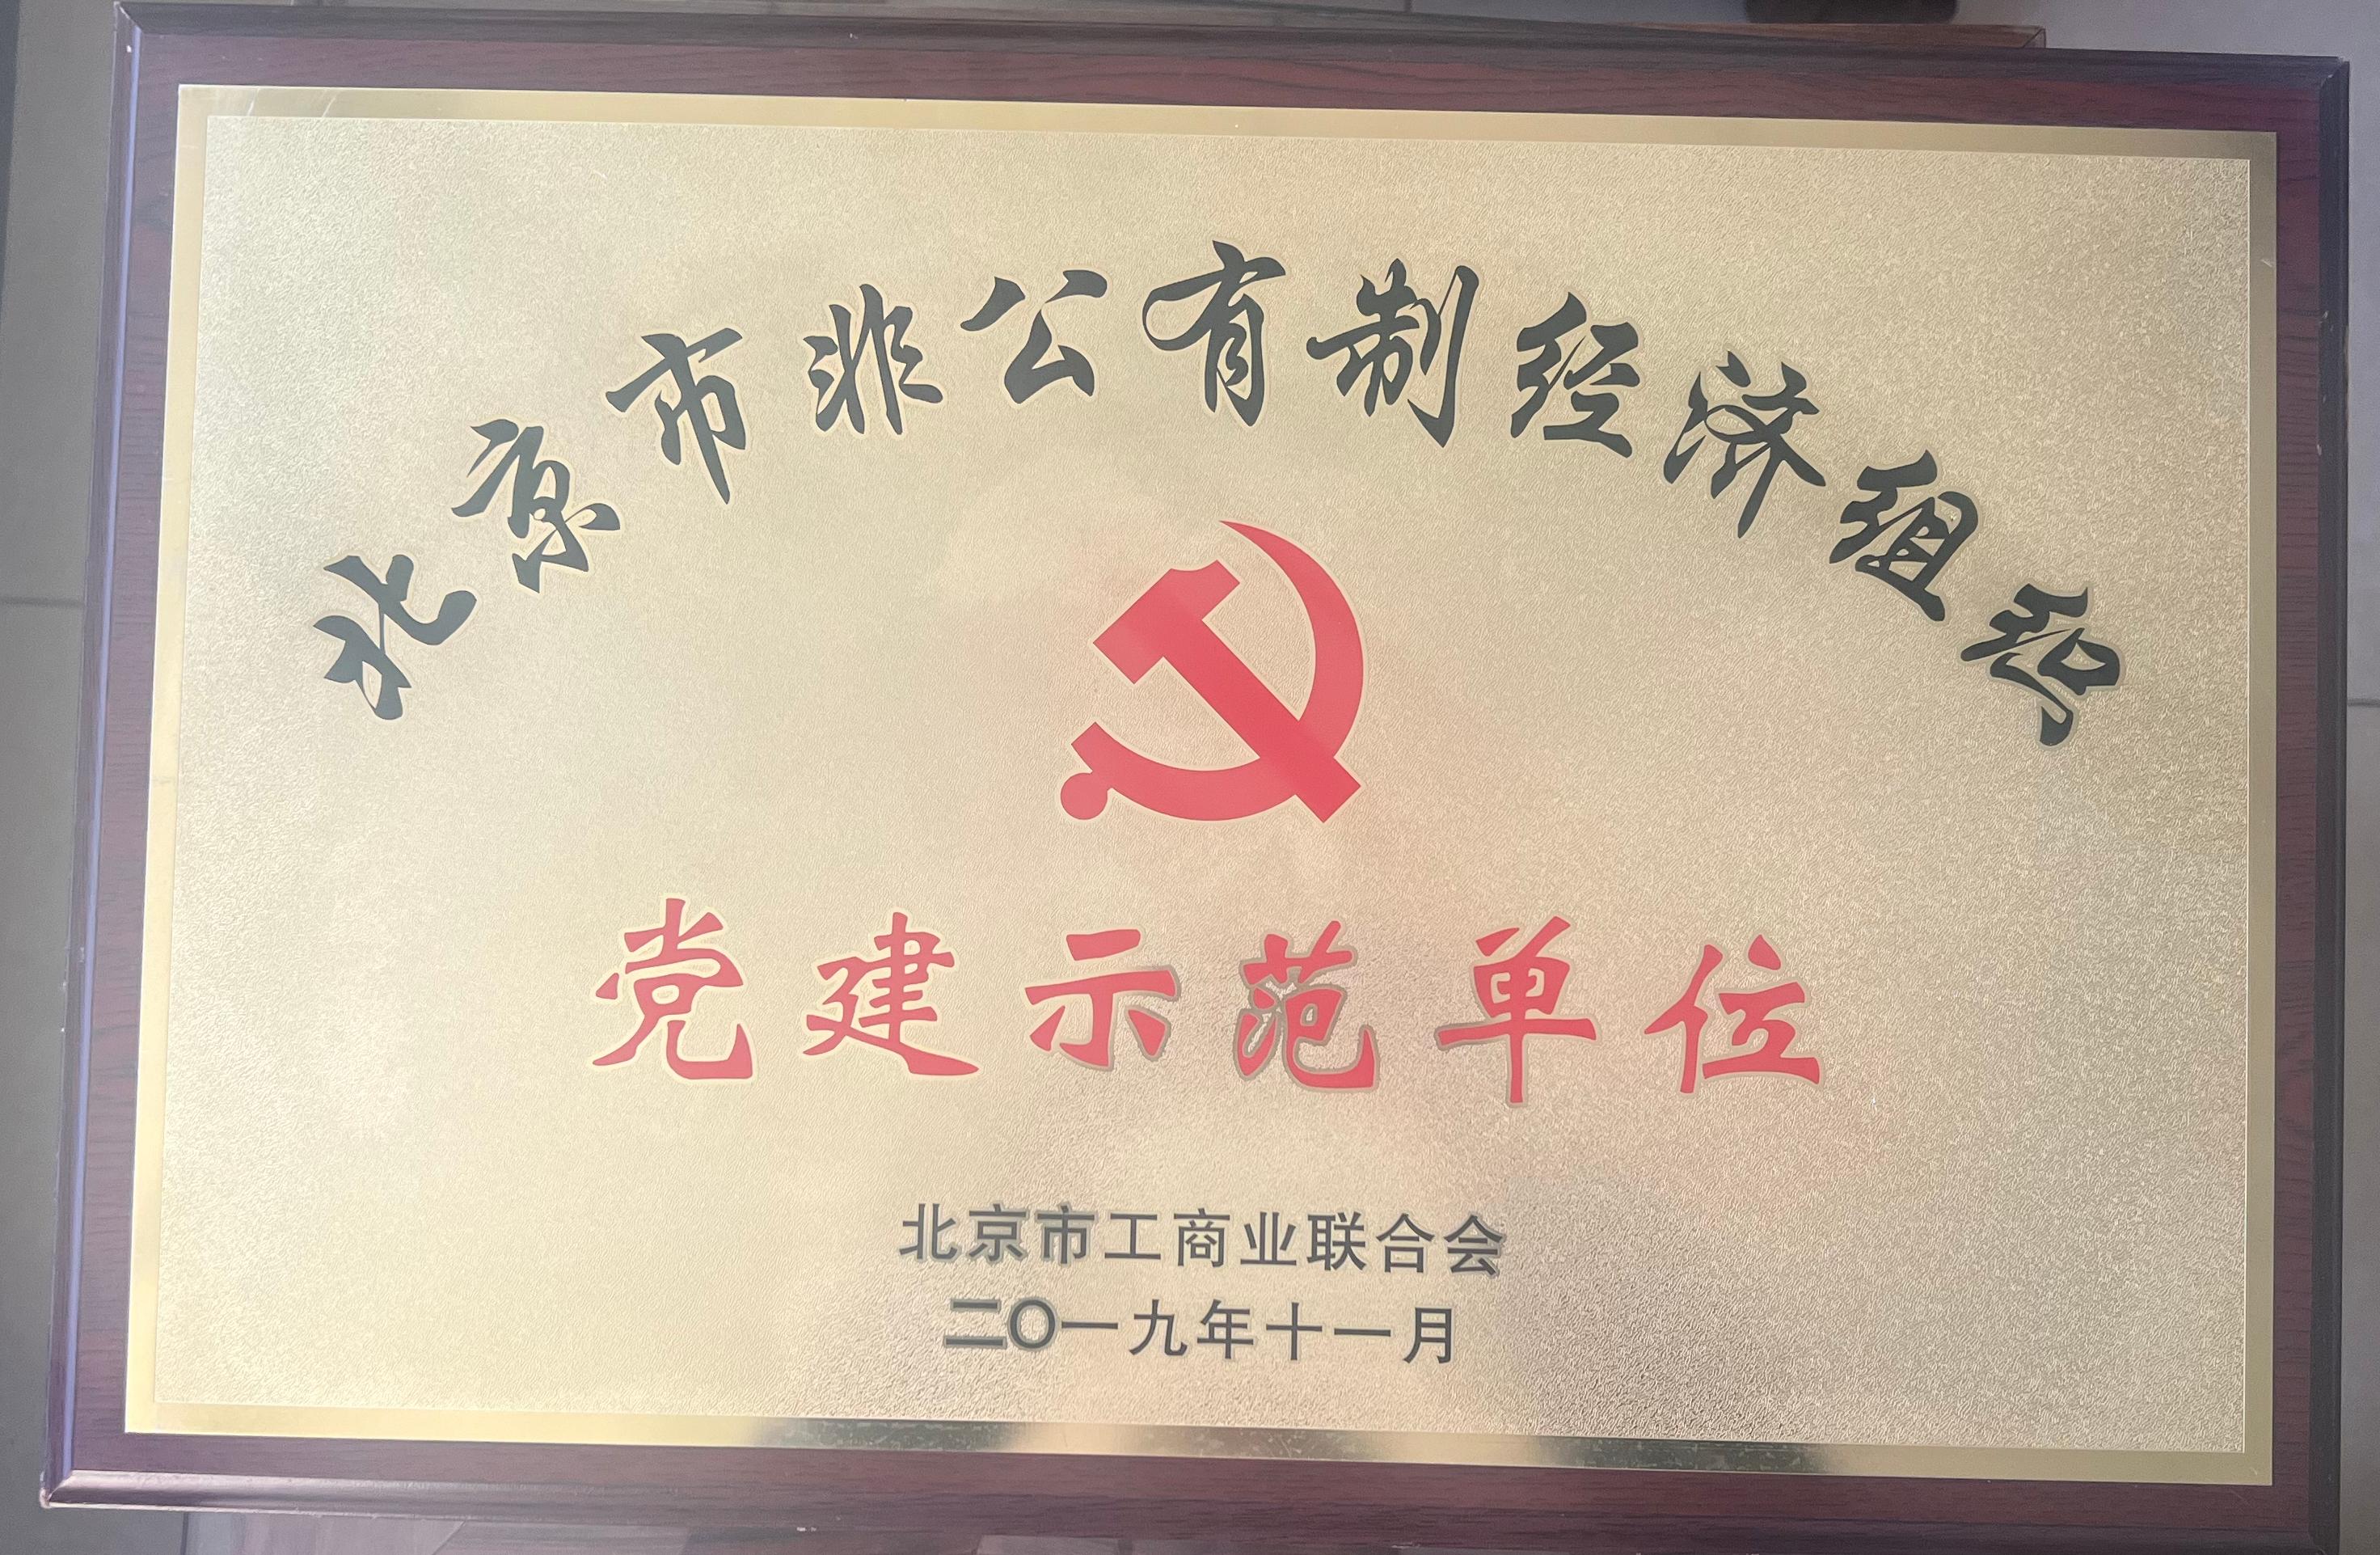 北京市非公有制经济组织
党建示范单位
北京市工商业联合会
二〇一九年十一月